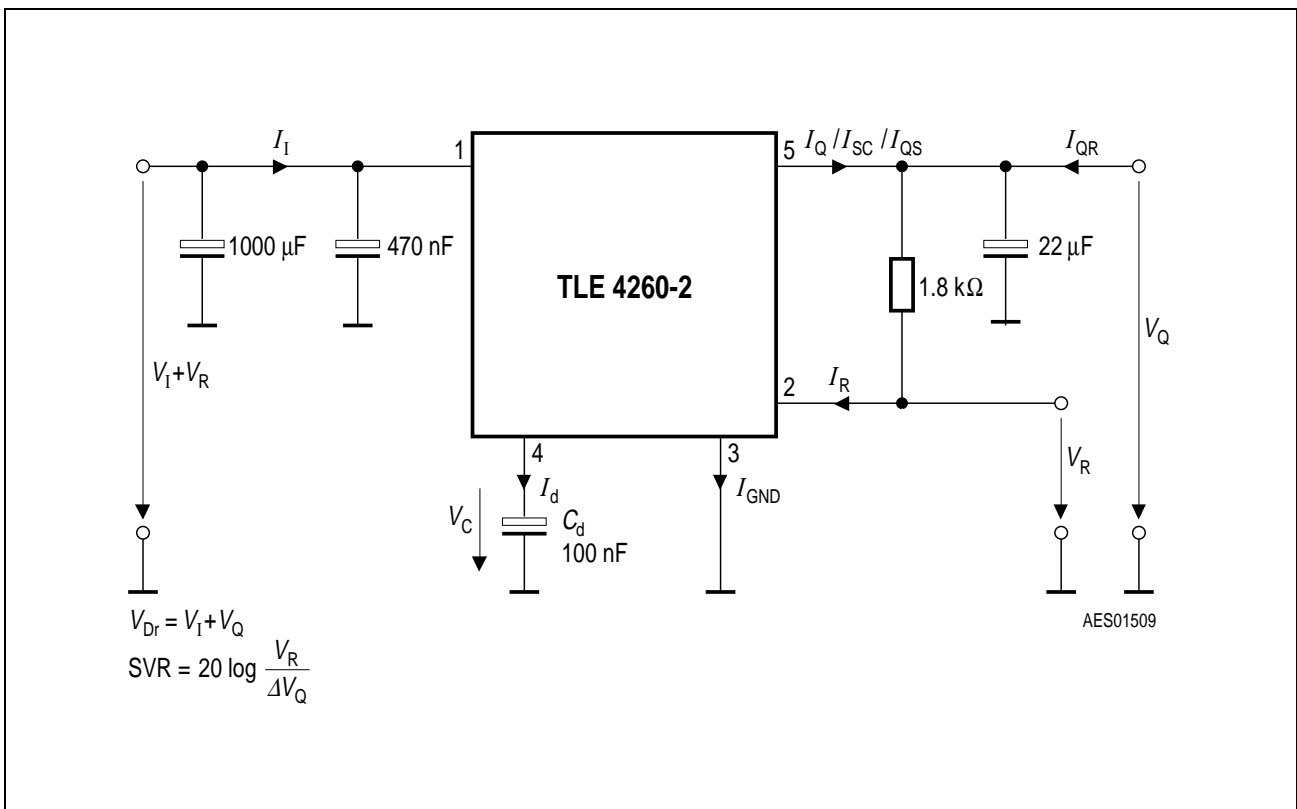 I_I
1
5
I_Q /I_SC /I_QS
I_QR
1000 µF
470 nF
TLE 4260-2
1.8 kΩ
22 µF
V_I+V_R
V_Q
2
I_R
4
3
V_R
V_C
I_d
I_GND
C_d
100 nF
V_Dr = V_I+V_Q
AES01509
SVR = 20 log V_R / ΔV_Q